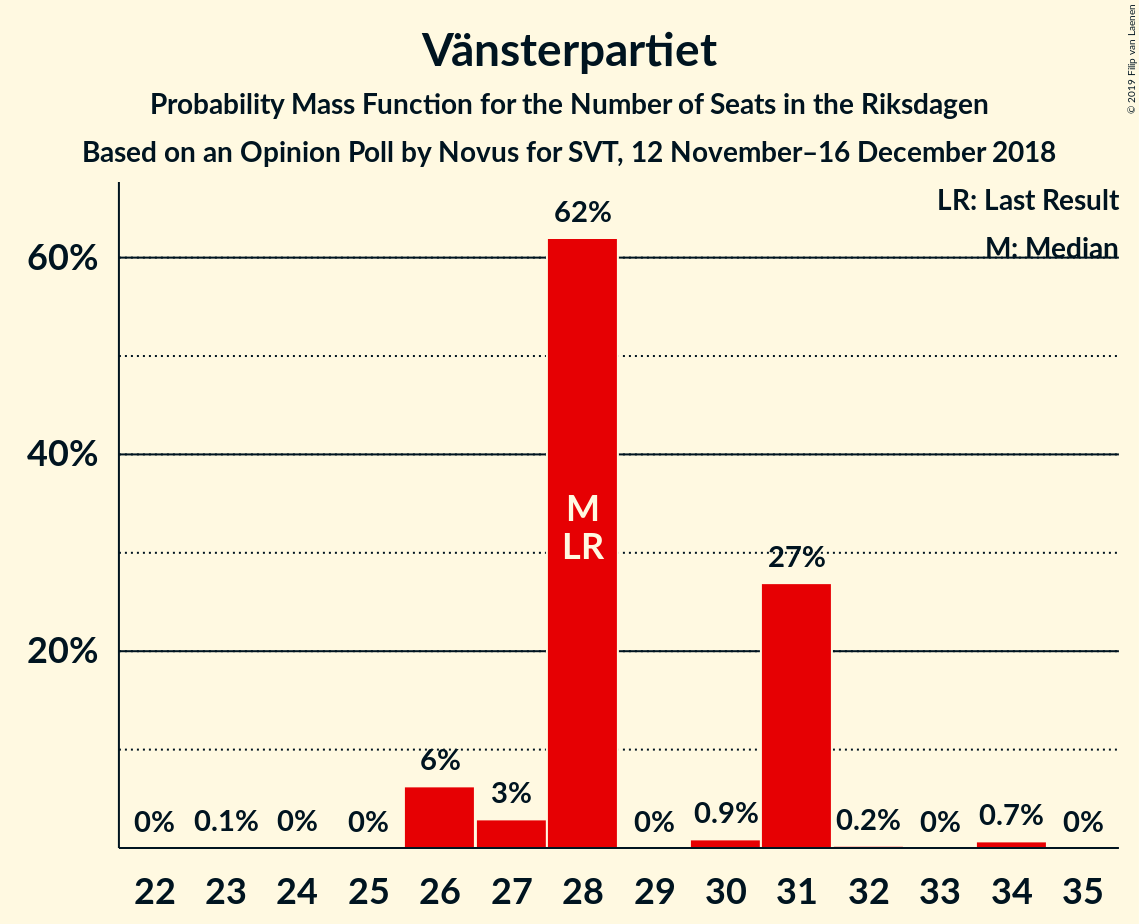 Vänsterpartiet
Probability Mass Function for the Number of Seats in the Riksdagen
Based on an Opinion Poll by Novus for SVT, 12 November–16 December 2018
© 2019 Filip van Laenen
LR: Last Result
M: Median
60%
40%
20%
0%
0.1%
0%
0%
6%
3%
62%
M
LR
0%
0.9%
27%
0.2%
0%
0.7%
0%
22 23 24 25 26 27 28 29 30 31 32 33 34 35